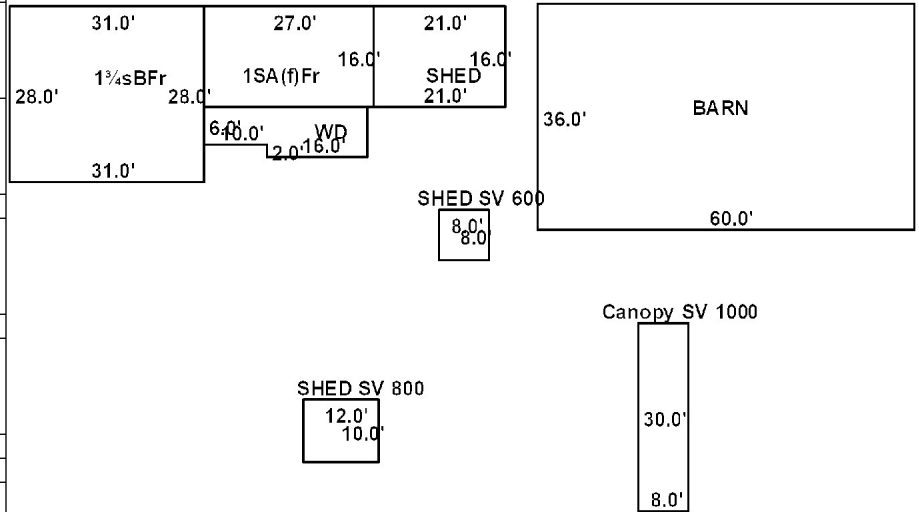 31.0' 27.0' 21.0'
16.0' 16.0'
1¾sBFr 1SA(f)Fr SHED
28.0' 28.0' 21.0'
BARN
36.0'
6.0' 10.0' WD
2.0' 16.0'
31.0'
SHED SV 600
60.0'
8.0'
8.0'
Canopy SV 1000
SHED SV 800
12.0'
30.0'
10.0'
8.0'